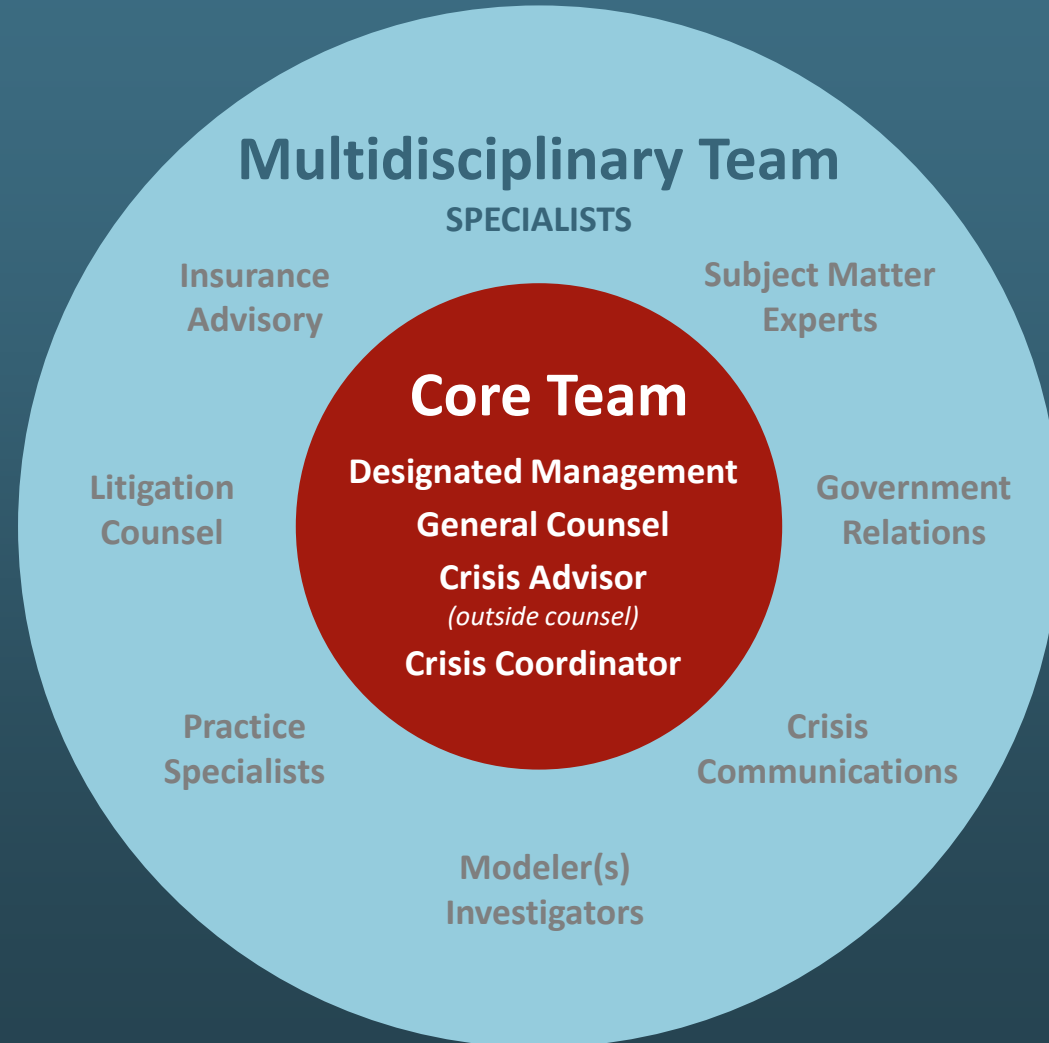 Multidisciplinary Team
SPECIALISTS
Insurance
Advisory
Subject Matter
Experts
Core Team
Designated Management
General Counsel
Crisis Advisor
(outside counsel)
Crisis Coordinator
Litigation
Counsel
Government
Relations
Practice
Specialists
Crisis
Communications
Modeler(s)
Investigators